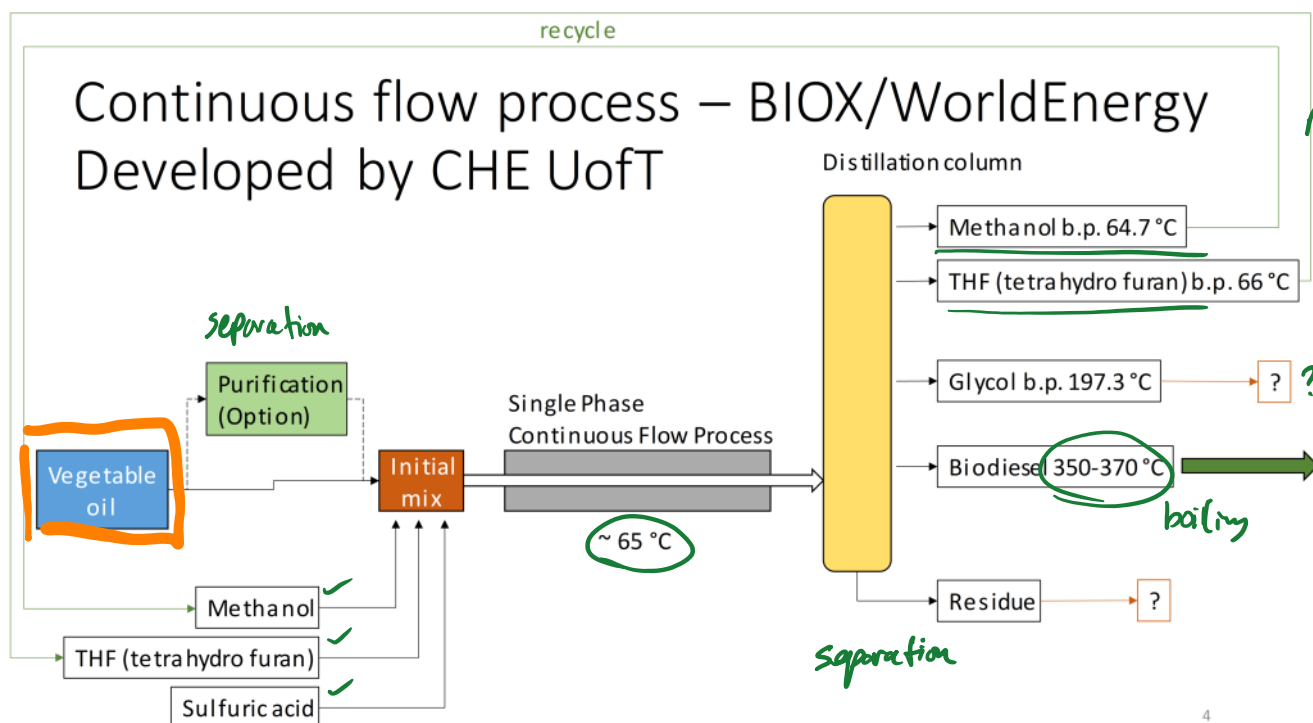 recycle
Continuous flow process – BIOX/WorldEnergy
Developed by CHE UofT
Distillation column
Methanol b.p. 64.7 °C
THF (tetrahydro furan) b.p. 66 °C
separation
Purification
(Option)
Glycol b.p. 197.3 °C
?
?
Single Phase
Continuous Flow Process
Vegetable
oil
Initial
mix
Biodiesel 350-370 °C
boiling
~ 65 °C
Methanol
Residue
?
THF (tetrahydro furan)
separation
Sulfuric acid
4